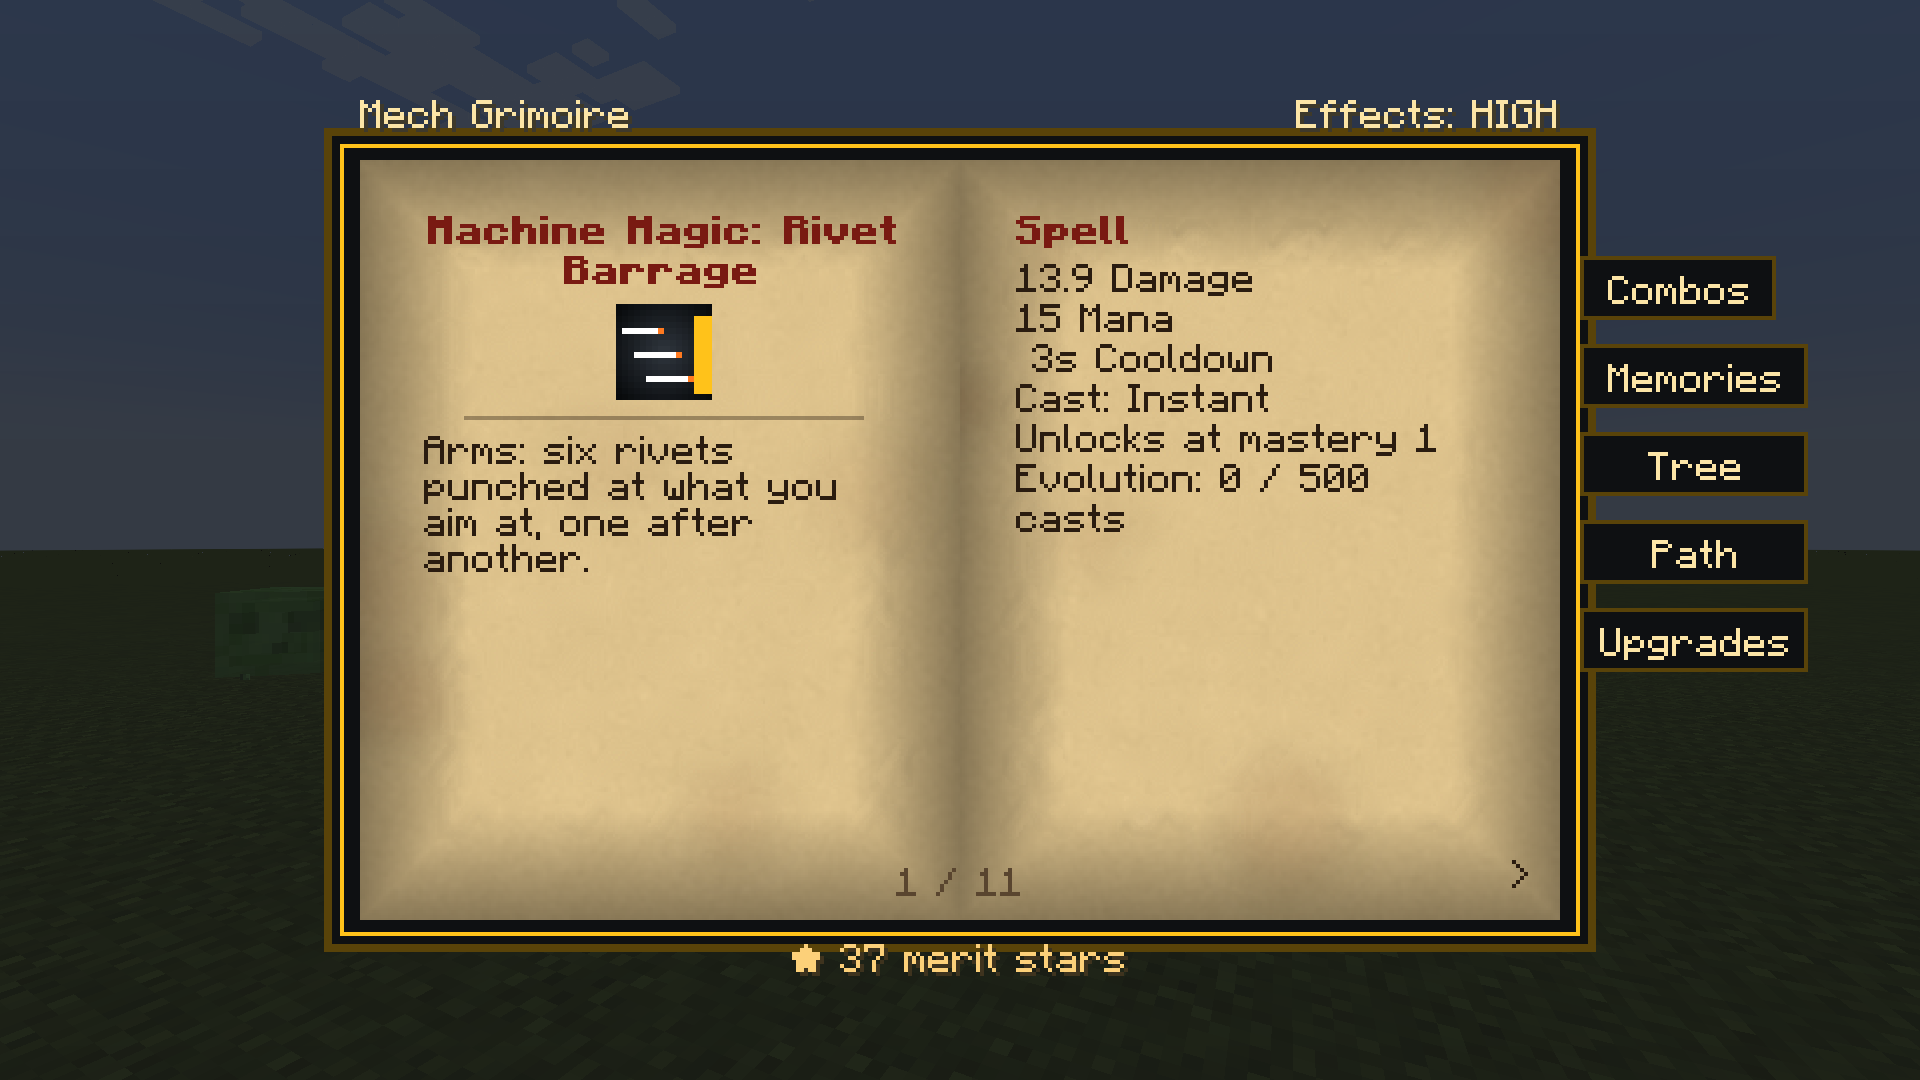 Mech Grimoire
Effects: HIGH
Machine Magic: Rivet
Barrage
Arms: six rivets
punched at what you
aim at, one after
another.
Spell
13.9 Damage
15 Mana
3s Cooldown
Cast: Instant
Unlocks at mastery 1
Evolution: 0 / 500
casts
1 / 11
>
Combos
Memories
Tree
Path
Upgrades
37 merit stars